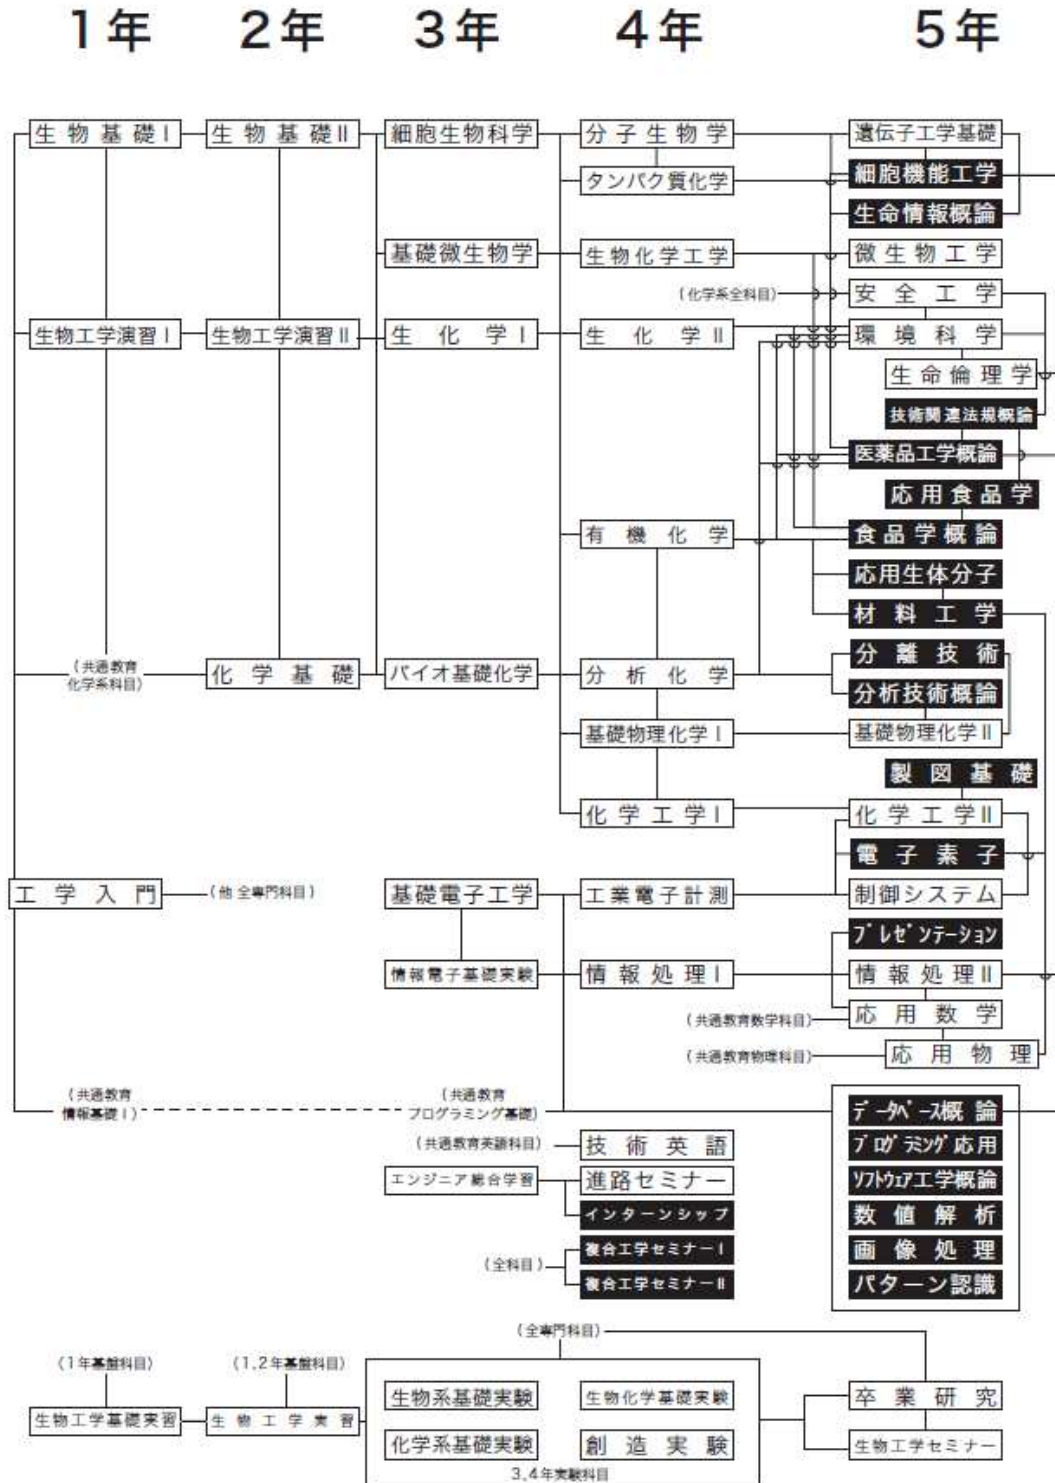 1年 2年 3年 4年 5年
生物基礎Ⅰ 生物基礎Ⅱ 細胞生物科学 分子生物学 遺伝子工学基礎
タンパク質化学 細胞機能工学
生命情報概論
基礎微生物学 生物化学工学 微生物工学
(化学系全科目) 安全工学
生物工学演習Ⅰ 生物工学演習Ⅱ 生化学Ⅰ 生化学Ⅱ 環境科学
生命倫理学
技術関連法規概論
医薬品工学概論
応用食品学
有機化学 食品学概論
応用生体分子
材料工学
(共通教育
化学系科目) 化学基礎 バイオ基礎化学 分析化学 分離技術
分析技術概論
基礎物理化学Ⅰ 基礎物理化学Ⅱ
製図基礎
化学工学Ⅰ 化学工学Ⅱ
電子素子
工学入門 (他全専門科目) 基礎電子工学 工業電子計測 制御システム
プレゼンテーション
情報電子基礎実験 情報処理Ⅰ 情報処理Ⅱ
(共通教育数学科目) 応用数学
(共通教育物理科目) 応用物理
(共通教育
情報基礎Ⅰ) (共通教育
プログラミング基礎) データベース概論
(共通教育英語科目) 技術英語 プログラミング応用
エンジニア総合学習 進路セミナー ソフトウェア工学概論
インターンシップ 数値解析
(全科目) 複合工学セミナーⅠ 画像処理
複合工学セミナーⅡ パターン認識
(全専門科目)
(1年基盤科目) (1,2年基盤科目)
生物工学基礎実習 生物工学実習 生物系基礎実験 生物化学基礎実験 卒業研究
化学系基礎実験 創造実験 生物工学セミナー
3,4年実験科目